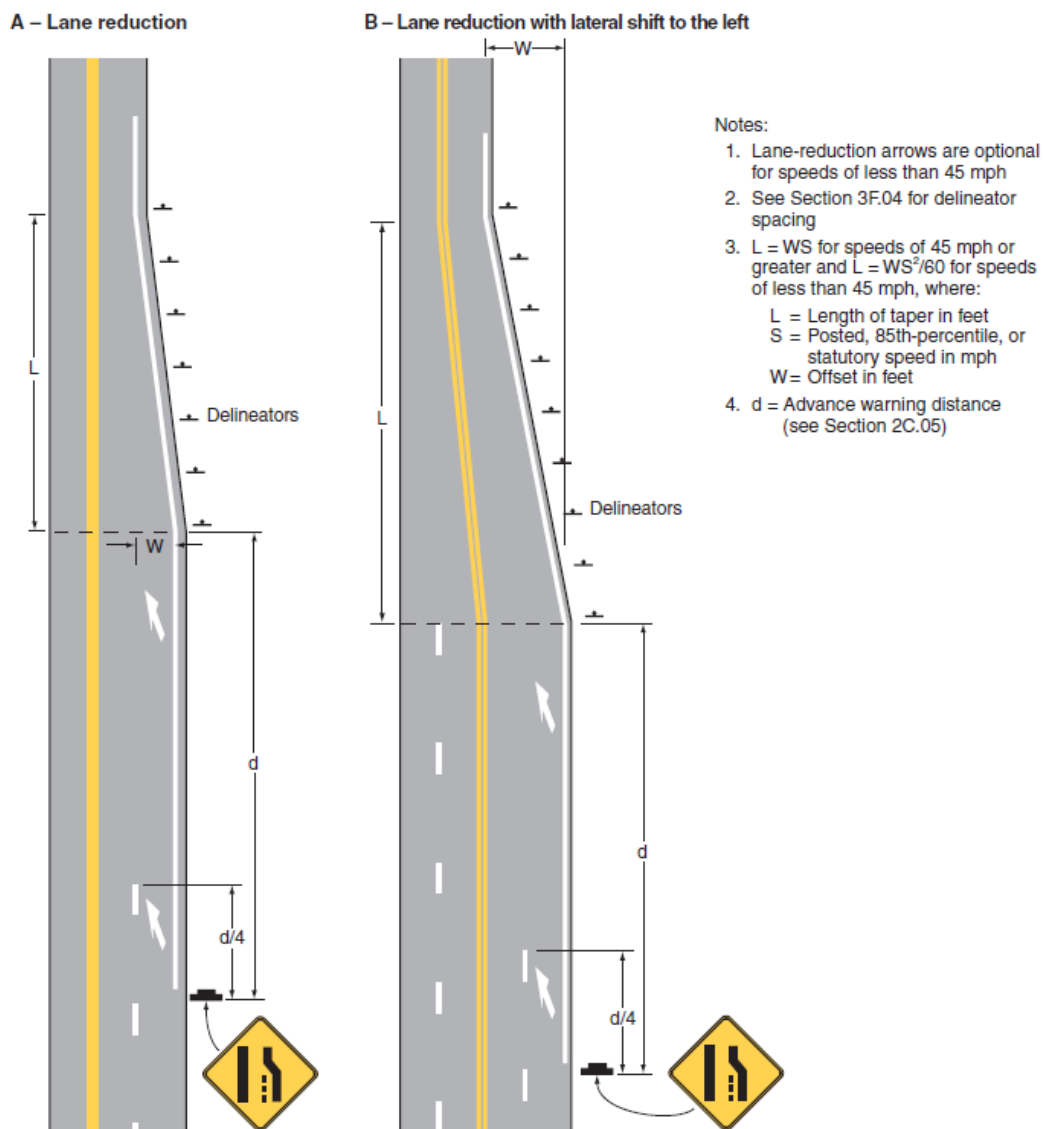 A – Lane reduction
B – Lane reduction with lateral shift to the left
W
L
Delineators
W
d
d/4
L
Delineators
d
d/4
Notes:
1. Lane-reduction arrows are optional
for speeds of less than 45 mph
2. See Section 3F.04 for delineator
spacing
3. L = WS for speeds of 45 mph or
greater and L = WS²/60 for speeds
of less than 45 mph, where:
L = Length of taper in feet
S = Posted, 85th-percentile, or
statutory speed in mph
W= Offset in feet
4. d = Advance warning distance
(see Section 2C.05)